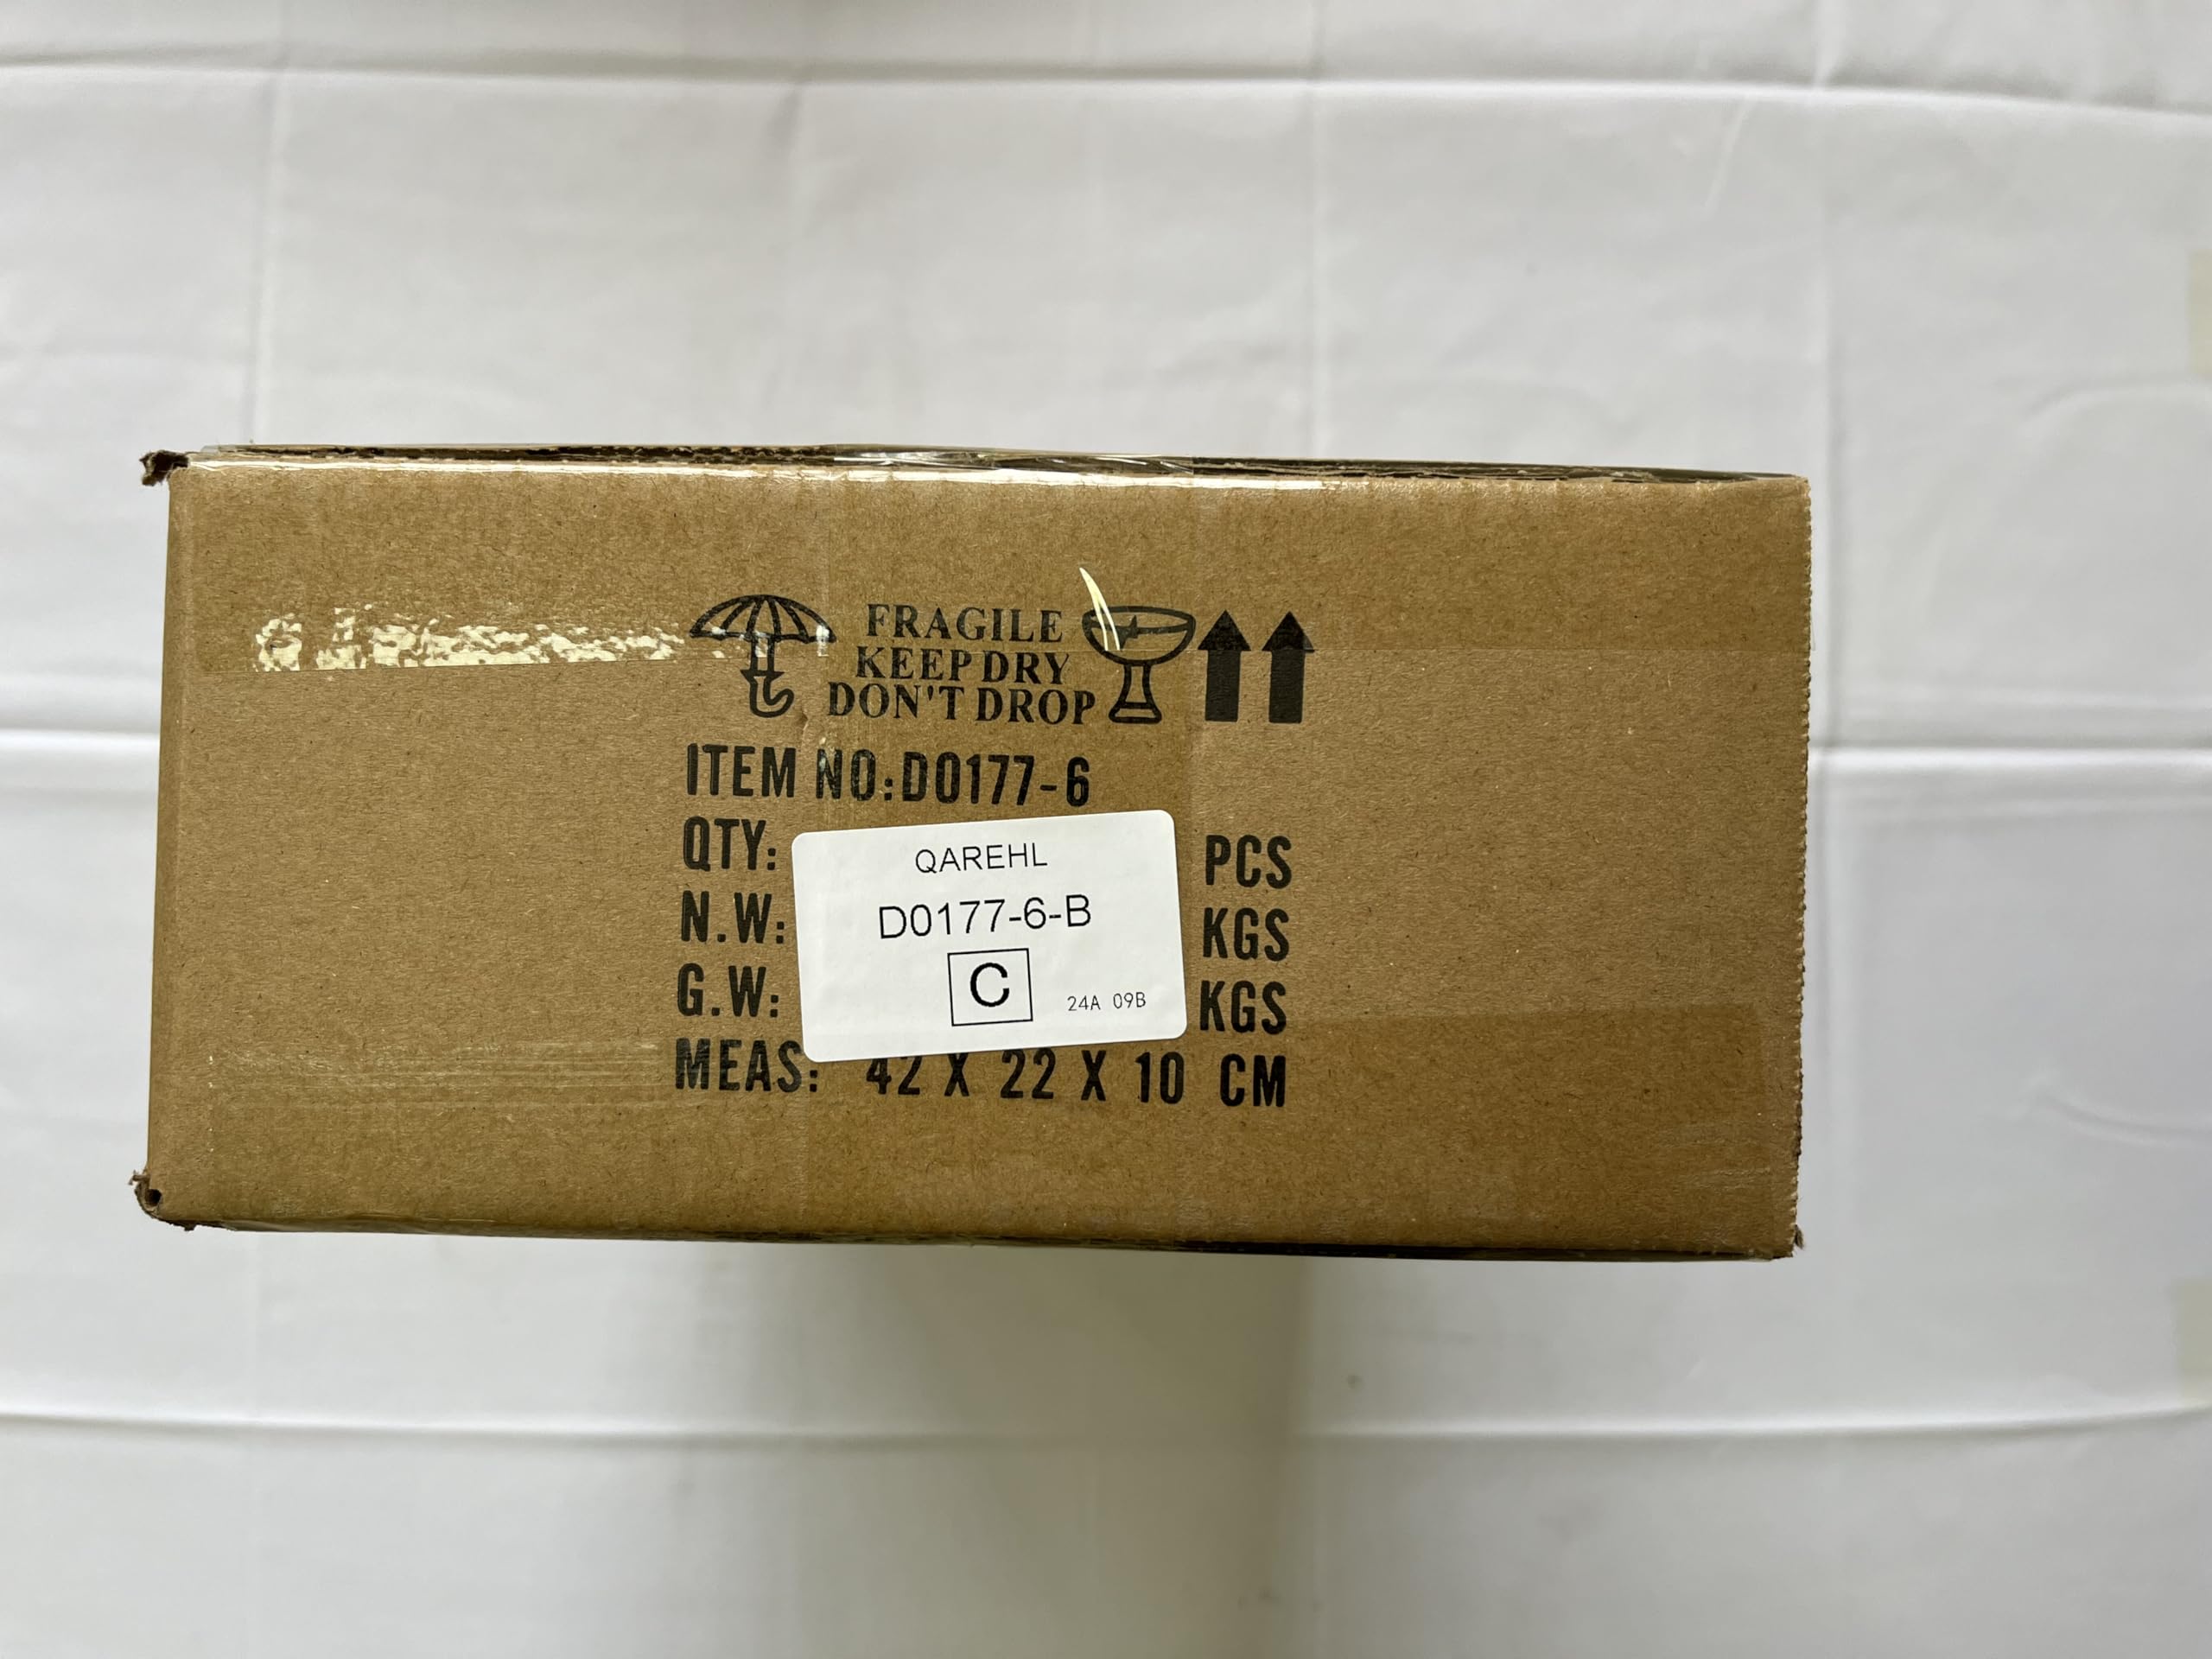 FRAGILE
KEEP DRY
DON'T DROP
ITEM NO:D0177-6
QTY: PCS
N.W: KGS
G.W: KGS
MEAS: 42 X 22 X 10 CM
QAREHL
D0177-6-B
C
24A 09B